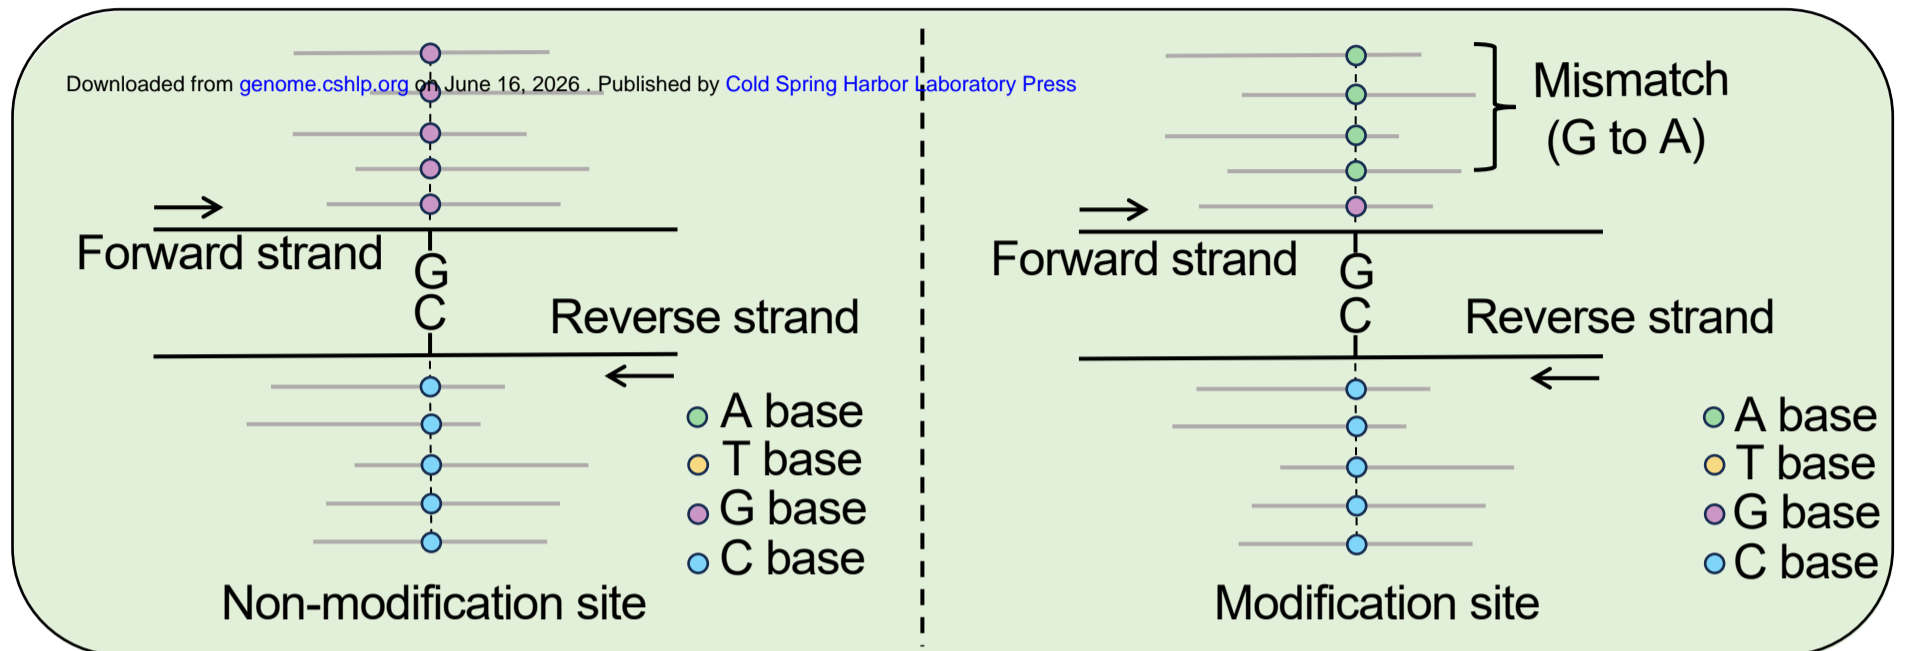 Downloaded from genome.cshlp.org on June 16, 2026 . Published by Cold Spring Harbor Laboratory Press
Forward strand
G
C
Reverse strand
A base
T base
G base
C base
Non-modification site
Mismatch
(G to A)
Forward strand
G
C
Reverse strand
A base
T base
G base
C base
Modification site